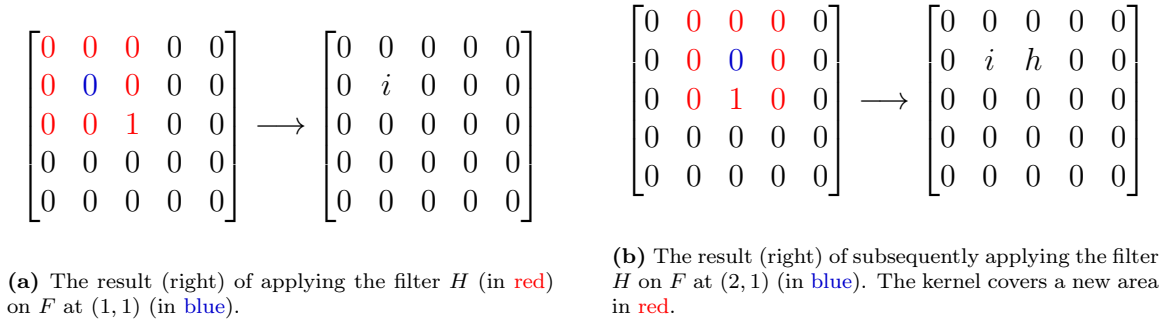 0 0 0 0 0
0 0 0 0 0
0 0 1 0 0
0 0 0 0 0
0 0 0 0 0
⟶
0 0 0 0 0
0 i 0 0 0
0 0 0 0 0
0 0 0 0 0
0 0 0 0 0
(a) The result (right) of applying the filter H (in red)
on F at (1, 1) (in blue).
0 0 0 0 0
0 0 0 0 0
0 0 1 0 0
0 0 0 0 0
0 0 0 0 0
⟶
0 0 0 0 0
0 i h 0 0
0 0 0 0 0
0 0 0 0 0
0 0 0 0 0
(b) The result (right) of subsequently applying the filter
H on F at (2, 1) (in blue). The kernel covers a new area
in red.